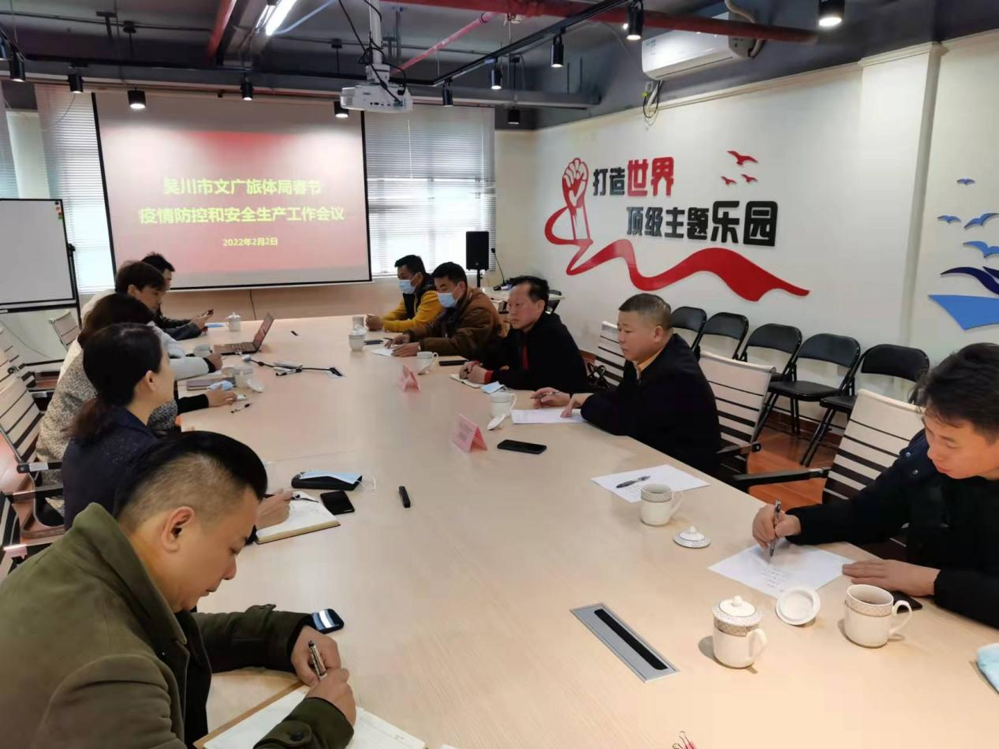 吴川市文广旅体局春节
疫情防控和安全生产工作会议
2022年2月2日
打造世界
顶级主题乐园